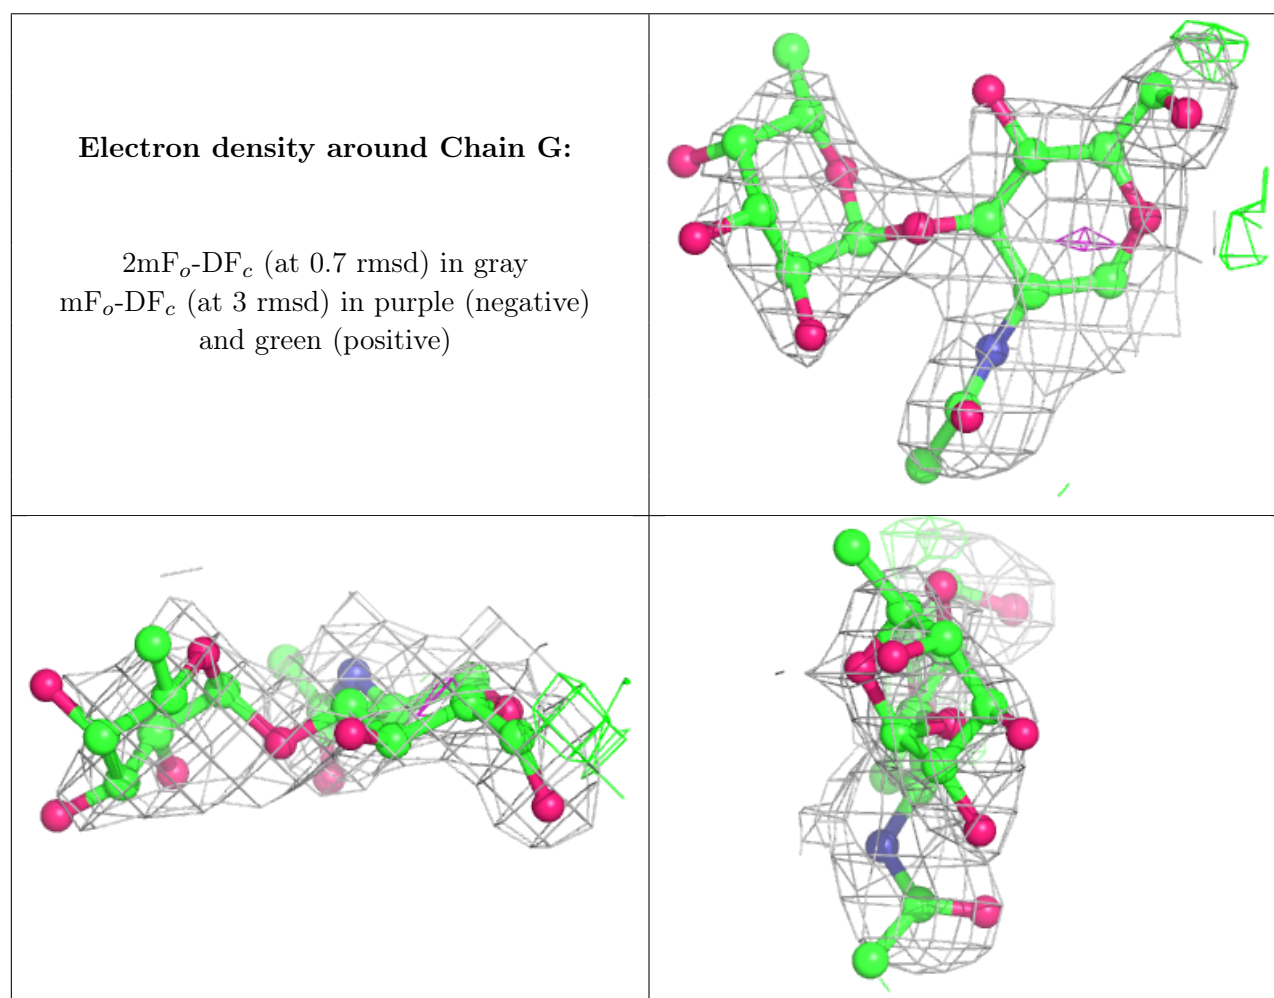 Electron density around Chain G:
2mFₒ-DF𝒸 (at 0.7 rmsd) in gray
mFₒ-DF𝒸 (at 3 rmsd) in purple (negative)
and green (positive)